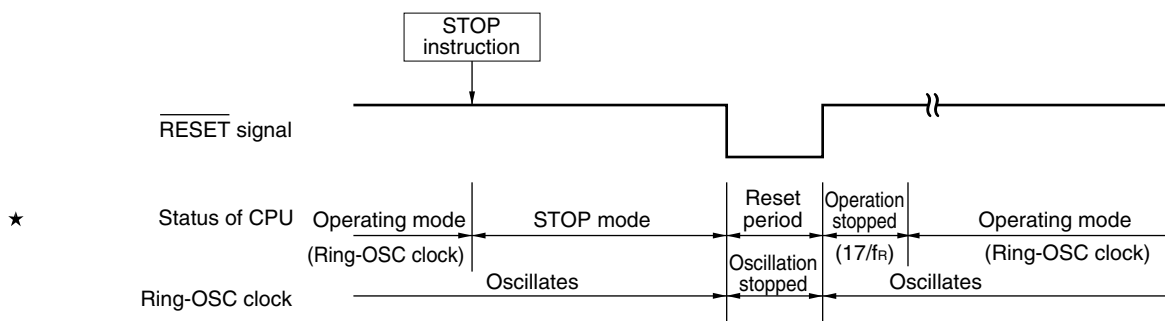 STOP
instruction
RESET signal
★ Status of CPU
Operating mode
(Ring-OSC clock)
STOP mode
Reset
period
Operation
stopped
(17/fR)
Operating mode
(Ring-OSC clock)
Ring-OSC clock
Oscillates
Oscillation
stopped
Oscillates